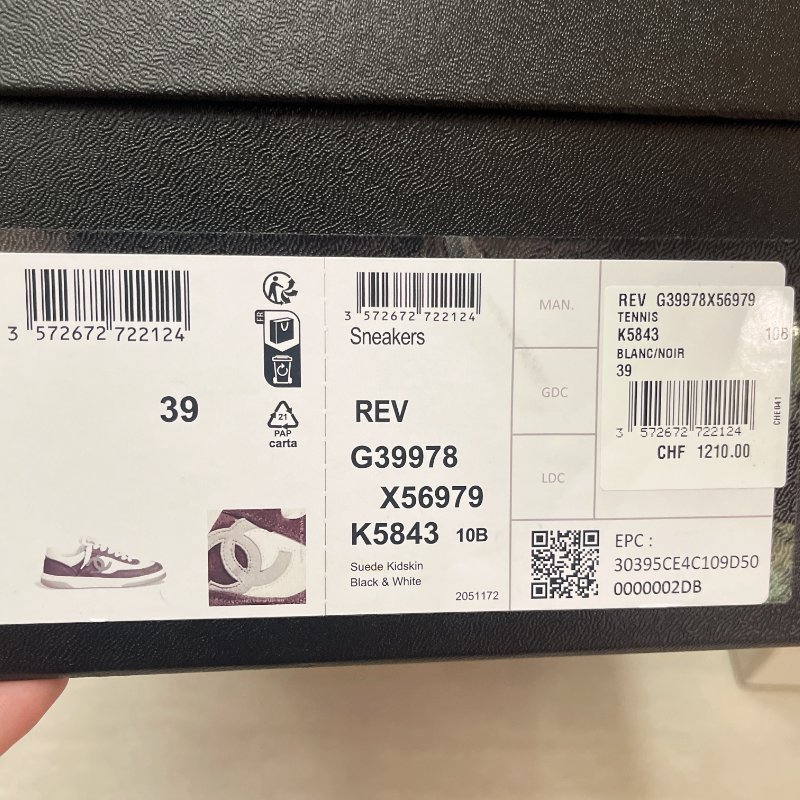 3 572672 722124
39
FR
21
PAP
carta
3 572672 722124
Sneakers
REV
G39978
X56979
K5843 10B
Suede Kidskin
Black & White
2051172
MAN.
GDC
LDC
REV G39978X56979
TENNIS
K5843 10B
BLANC/NOIR
39
3 572672 722124
CHE041
CHF 1210.00
EPC :
30395CE4C109D50
0000002DB